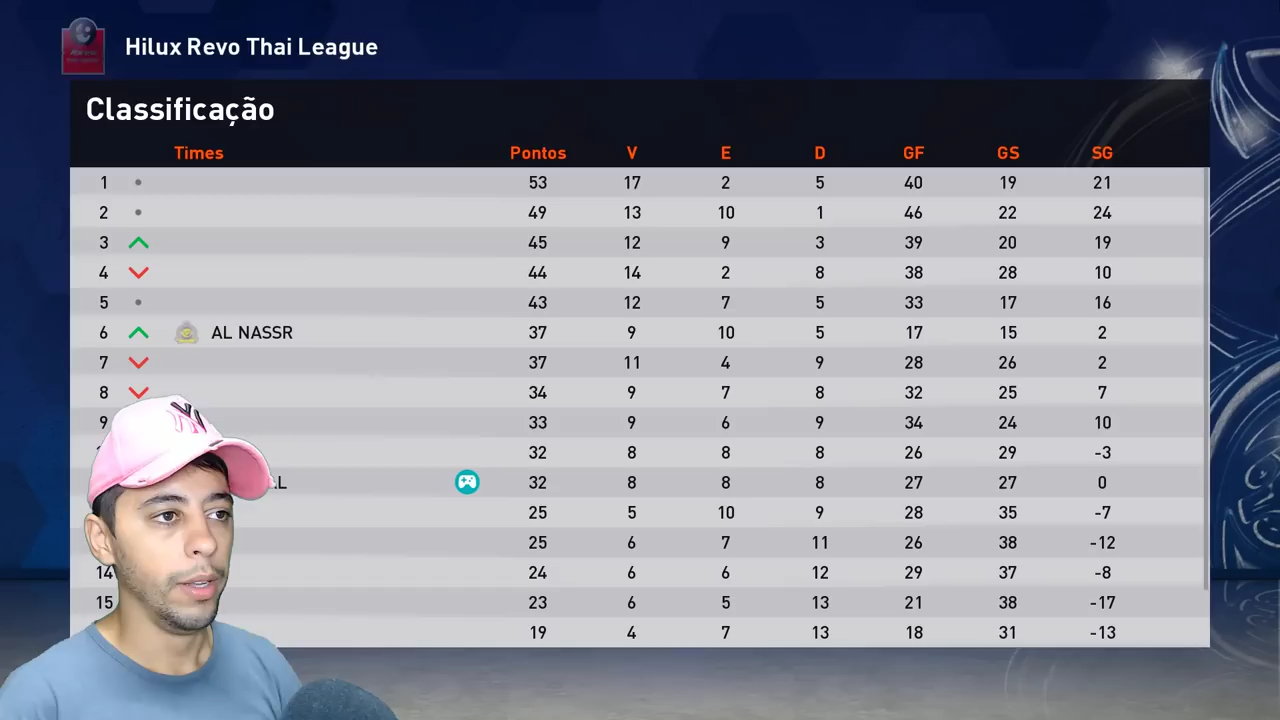 Hilux Revo Thai League
Classificação
Times Pontos V E D GF GS SG
1 53 17 2 5 40 19 21
2 49 13 10 1 46 22 24
3 45 12 9 3 39 20 19
4 44 14 2 8 38 28 10
5 43 12 7 5 33 17 16
6 AL NASSR 37 9 10 5 17 15 2
7 37 11 4 9 28 26 2
8 34 9 7 8 32 25 7
9 33 9 6 9 34 24 10
32 8 8 8 26 29 -3
32 8 8 8 27 27 0
25 5 10 9 28 35 -7
25 6 7 11 26 38 -12
14 24 6 6 12 29 37 -8
15 23 6 5 13 21 38 -17
19 4 7 13 18 31 -13